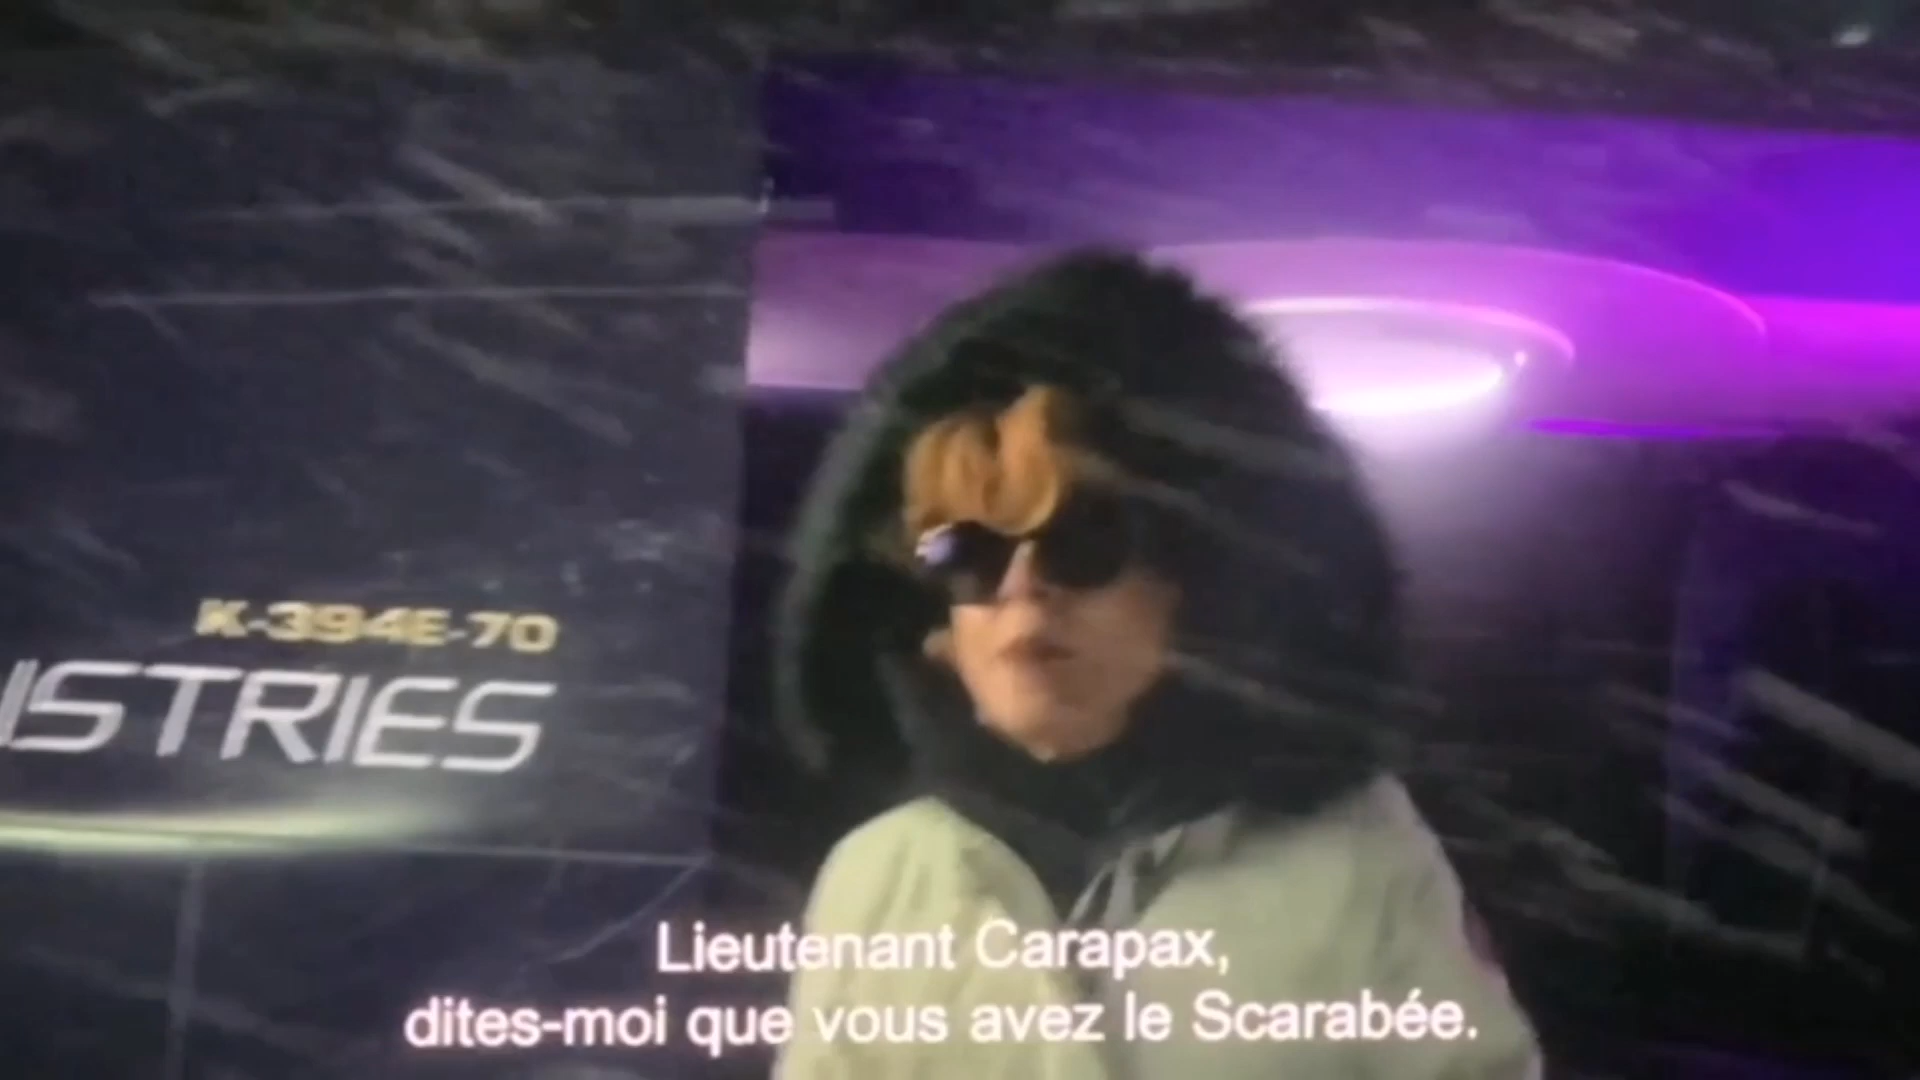 K-394E-70
ISTRIES
Lieutenant Carapax,
dites-moi que vous avez le Scarabée.